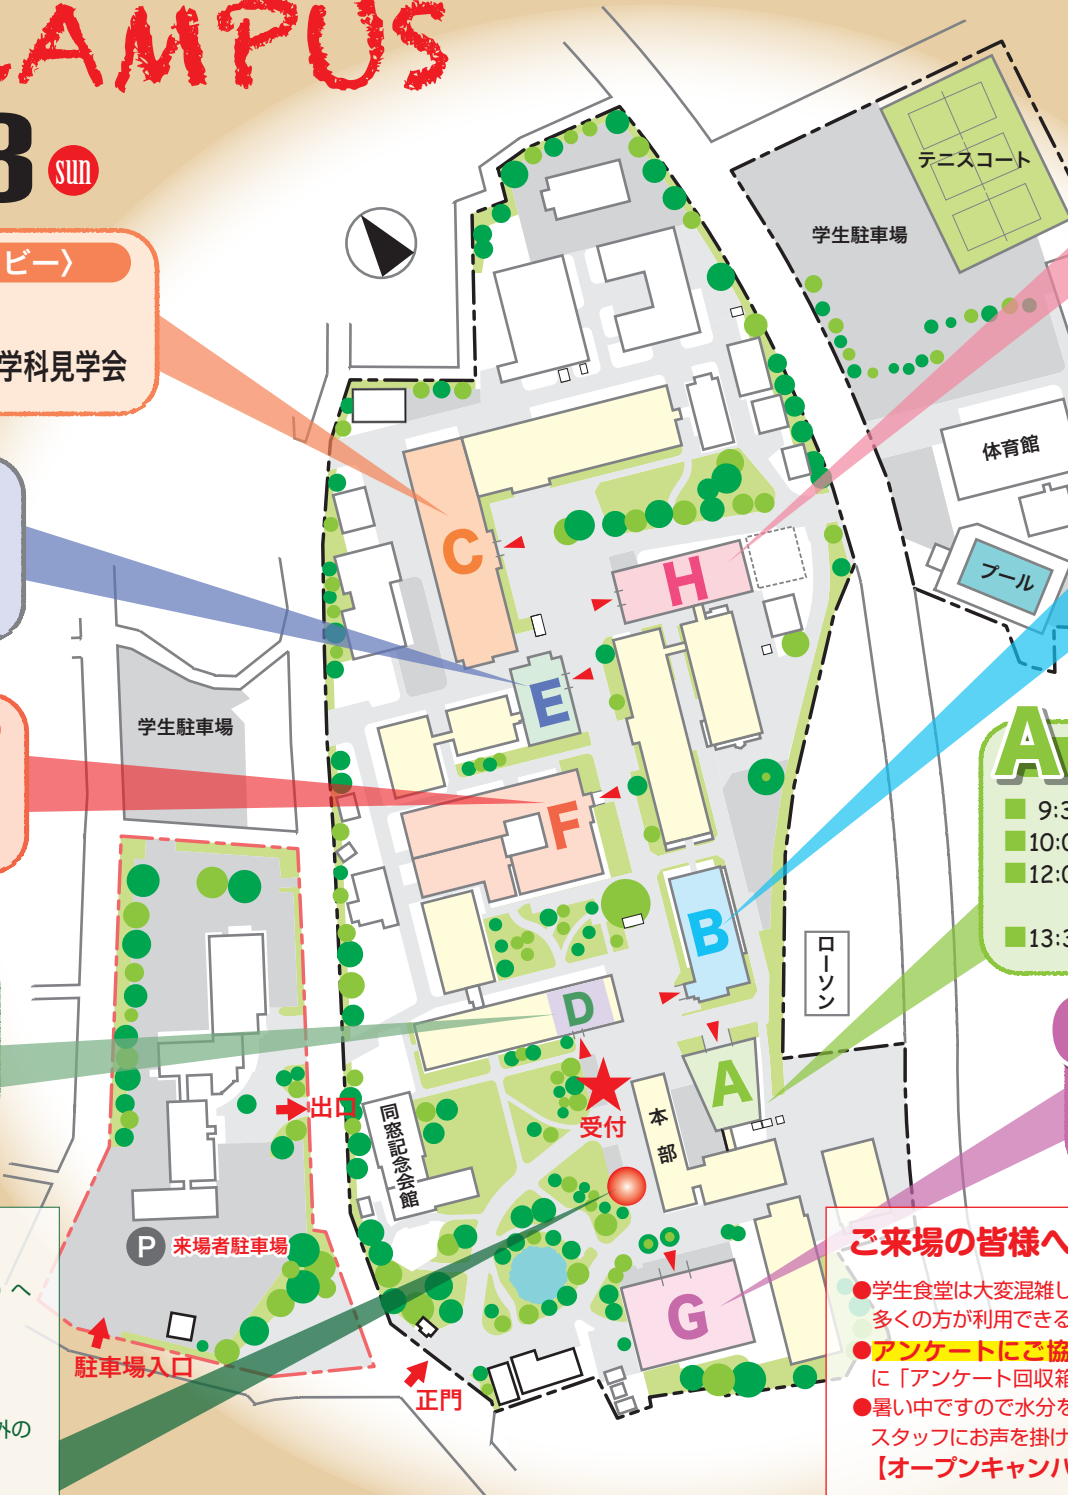 CAMPUS
8 sun
ビー〉
学科見学会
テニスコート
学生駐車場
体育館
プール
C
H
E
学生駐車場
F
A
9:3
10:0
12:0
13:3
B
ローソン
D
A
受付
本部
出口
同窓記念会館
P 来場者駐車場
G
駐車場入口
正門
へ
外の
ご来場の皆様へ
●学生食堂は大変混雑し
多くの方が利用できる
●アンケートにご協
に「アンケート回収箱
●暑い中ですので水分を
スタッフにお声を掛け
【オープンキャンパ